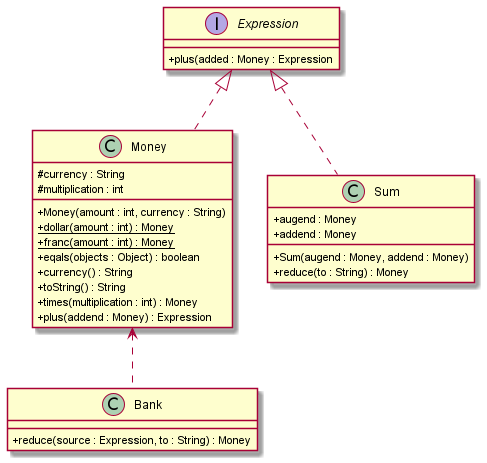 I Expression
+plus(added : Money : Expression
C Money
#currency : String
#multiplication : int
+Money(amount : int, currency : String)
+dollar(amount : int) : Money
+franc(amount : int) : Money
+eqals(objects : Object) : boolean
+currency() : String
+toString() : String
+times(multiplication : int) : Money
+plus(addend : Money) : Expression
C Sum
+augend : Money
+addend : Money
+Sum(augend : Money, addend : Money)
+reduce(to : String) : Money
C Bank
+reduce(source : Expression, to : String) : Money